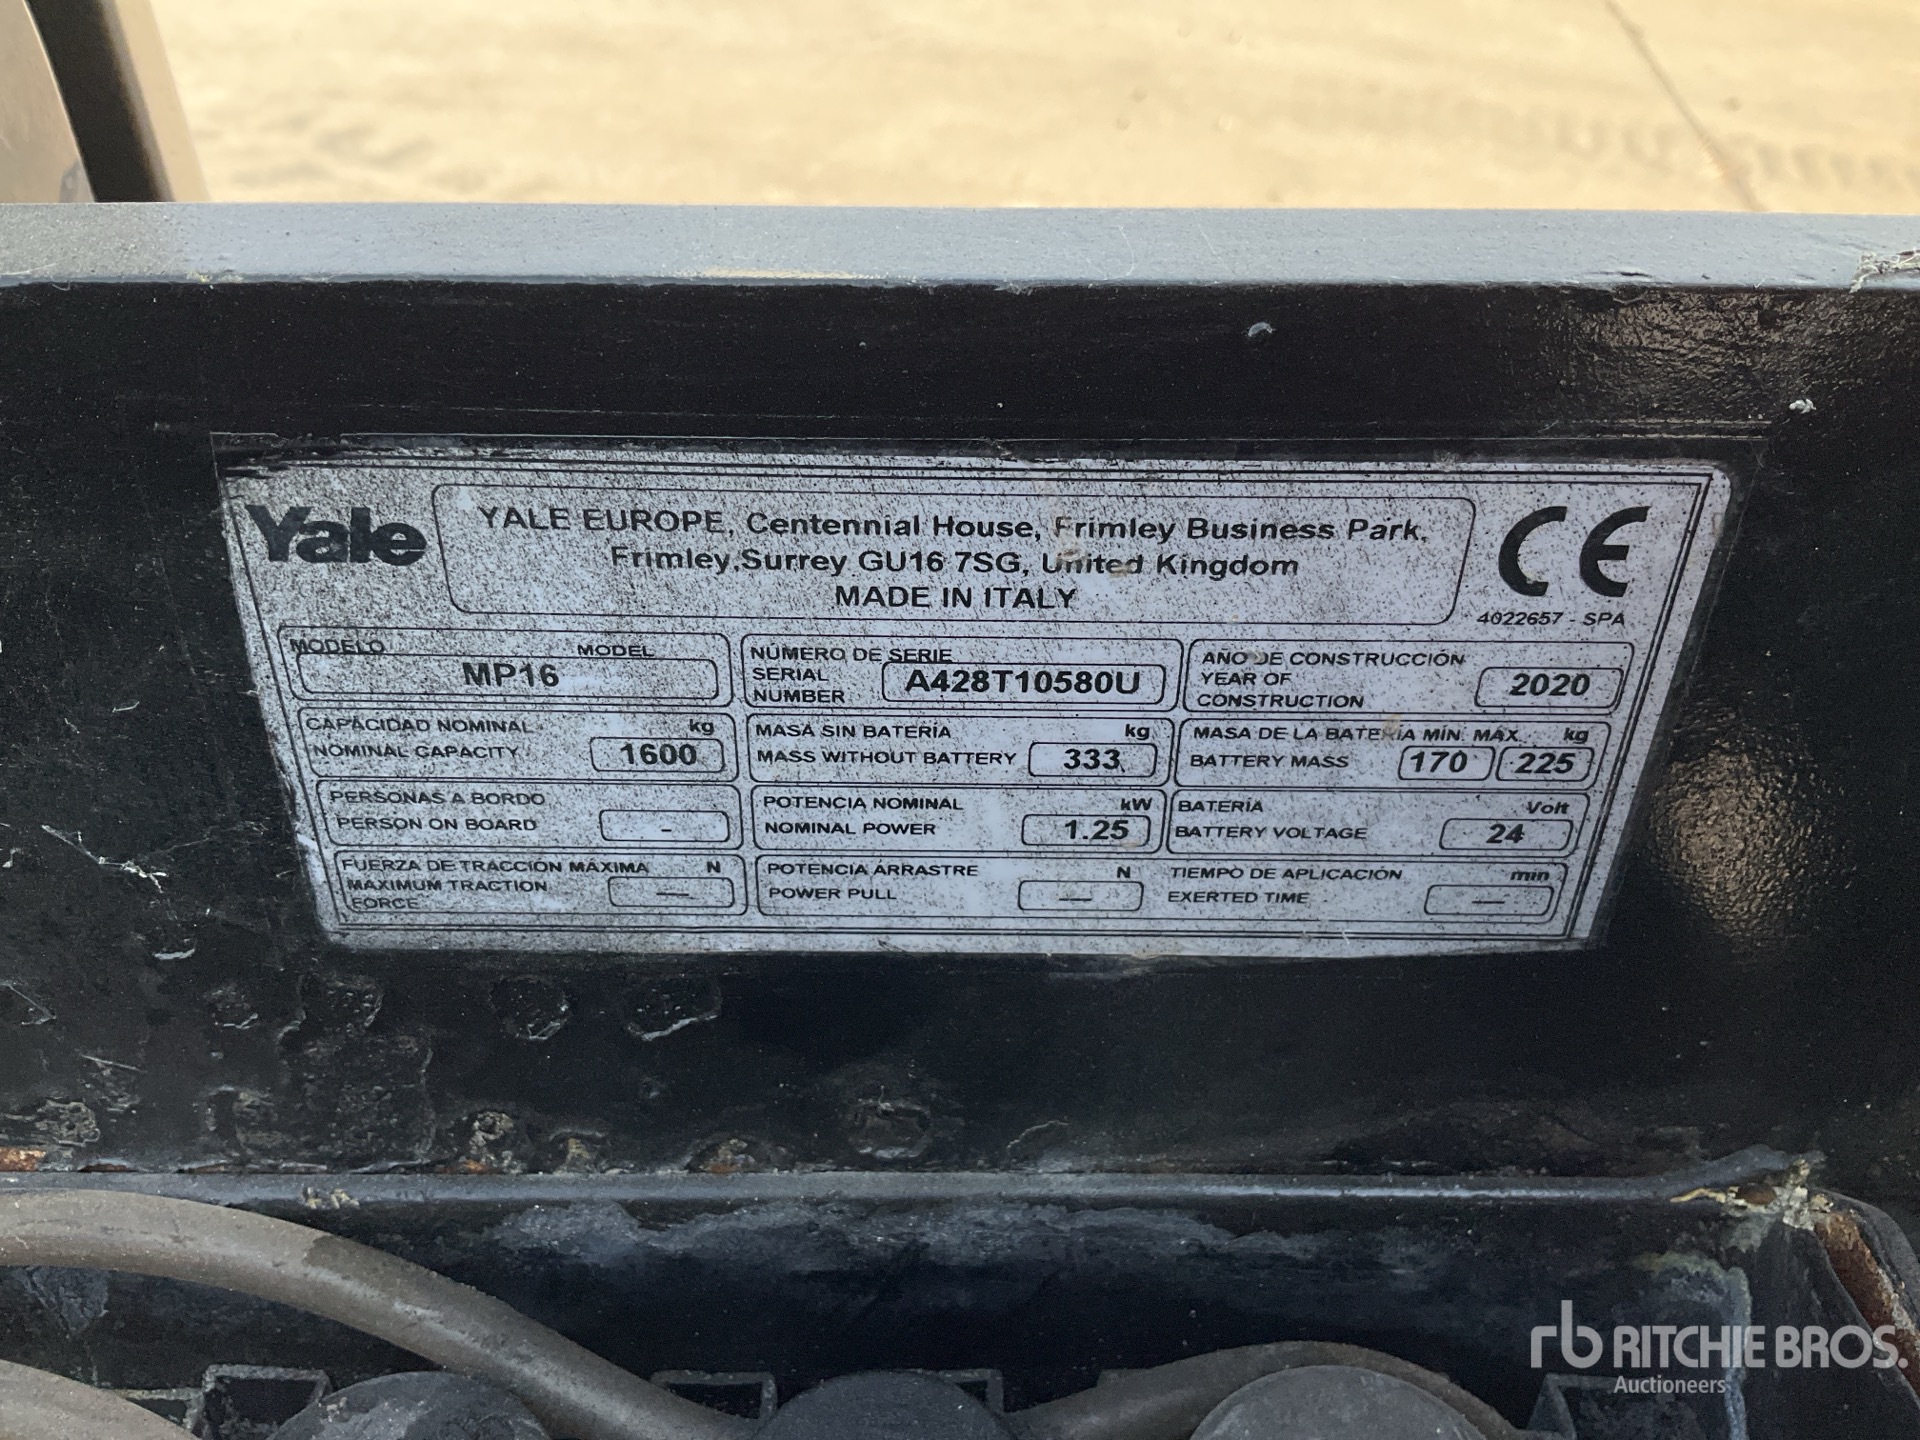 Yale
YALE EUROPE, Centennial House, Frimley Business Park,
Frimley,Surrey GU16 7SG, United Kingdom
MADE IN ITALY
CE
4022657 - SPA
MODELO MODEL
MP16
NÚMERO DE SERIE
SERIAL NUMBER
A428T10580U
AÑO DE CONSTRUCCIÓN
YEAR OF CONSTRUCTION
2020
CAPACIDAD NOMINAL kg
NOMINAL CAPACITY 1600
MASA SIN BATERÍA kg
MASS WITHOUT BATTERY 333
MASA DE LA BATERÍA MÍN. MÁX. kg
BATTERY MASS 170 225
PERSONAS A BORDO
PERSON ON BOARD -
POTENCIA NOMINAL kW
NOMINAL POWER 1.25
BATERÍA Volt
BATTERY VOLTAGE 24
FUERZA DE TRACCIÓN MÁXIMA N
MAXIMUM TRACTION —
FORCE
POTENCIA ARRASTRE N
POWER PULL —
TIEMPO DE APLICACIÓN min
EXERTED TIME —
rb RITCHIE BROS.
Auctioneers